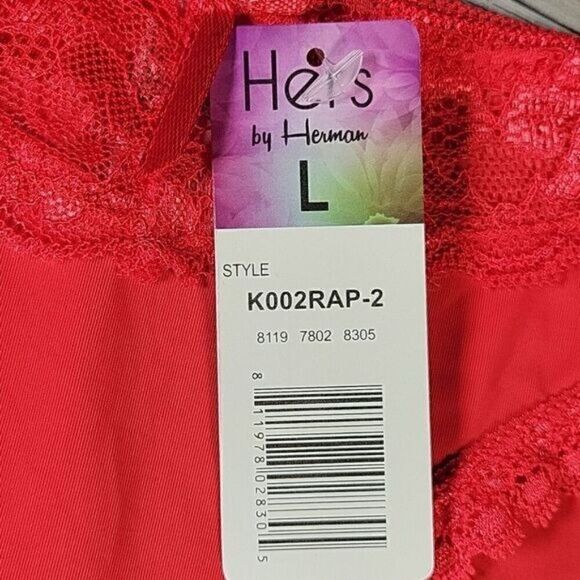 Hers
by Herman
L
STYLE
K002RAP-2
8119 7802 8305
8 11978 02830 5